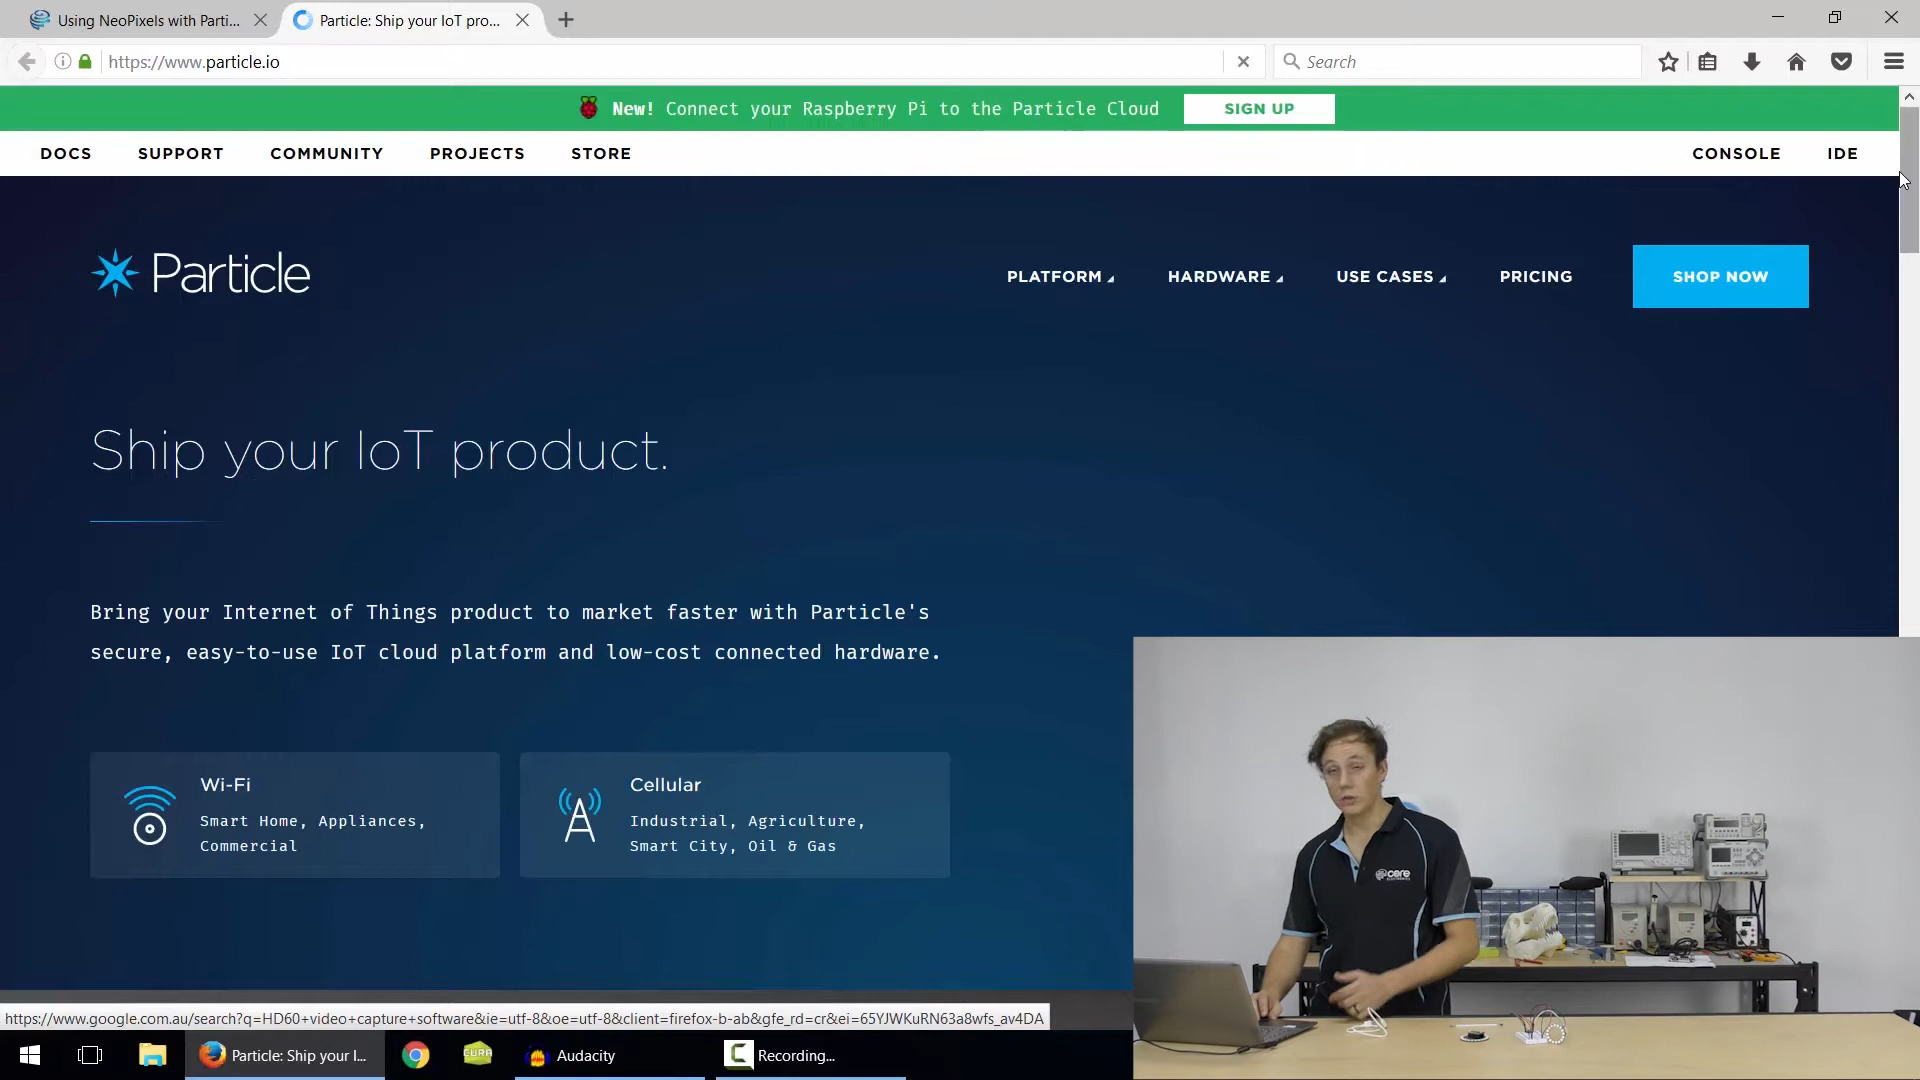 Using NeoPixels with Parti...
Particle: Ship your IoT pro...
https://www.particle.io
Search
New! Connect your Raspberry Pi to the Particle Cloud
SIGN UP
DOCS SUPPORT COMMUNITY PROJECTS STORE CONSOLE IDE
Particle
PLATFORM HARDWARE USE CASES PRICING SHOP NOW
Ship your IoT product.
Bring your Internet of Things product to market faster with Particle's
secure, easy-to-use IoT cloud platform and low-cost connected hardware.
Wi-Fi
Smart Home, Appliances,
Commercial
Cellular
Industrial, Agriculture,
Smart City, Oil & Gas
core
ELECTRONICS
https://www.google.com.au/search?q=HD60+video+capture+software&ie=utf-8&oe=utf-8&client=firefox-b-ab&gfe_rd=cr&ei=65YJWKuRN63a8wfs_av4DA
Particle: Ship your I...
CURA
Audacity
Recording...